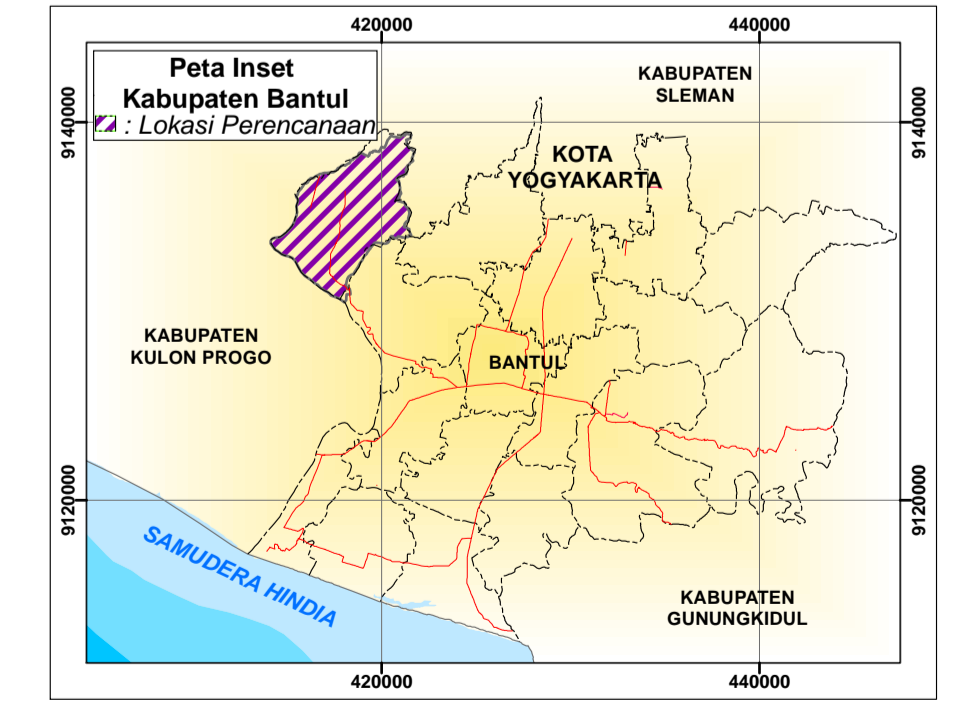 420000
440000
Peta Inset
Kabupaten Bantul
: Lokasi Perencanaan
KABUPATEN
SLEMAN
9140000
9140000
KOTA
YOGYAKARTA
KABUPATEN
KULON PROGO
BANTUL
9120000
9120000
SAMUDERA HINDIA
KABUPATEN
GUNUNGKIDUL
420000
440000